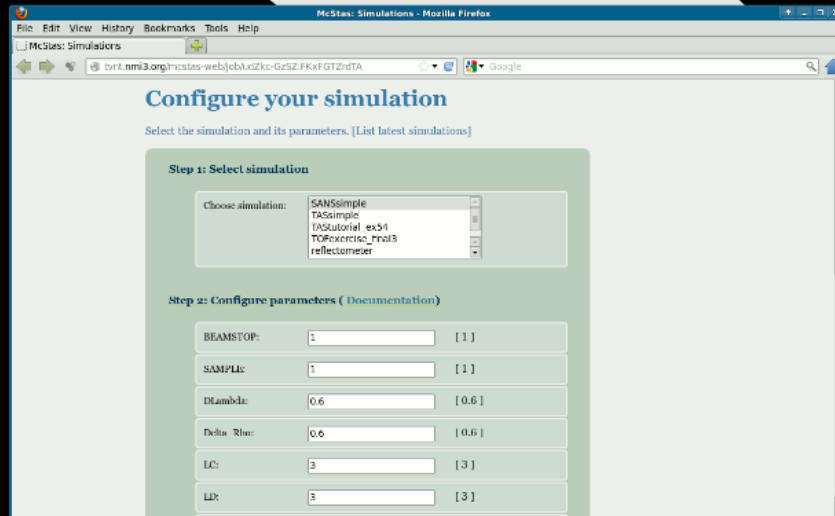 McStas: Simulations - Mozilla Firefox
File Edit View History Bookmarks Tools Help
McStas: Simulations
Google
Configure your simulation
Select the simulation and its parameters. [List latest simulations]
Step 1: Select simulation
Choose simulation:
SANSsimple
TASsimple
TAStutorial_ex54
TOFexercise_final3
reflectometer
Step 2: Configure parameters ( Documentation)
BEAMSTOP: 1 [ 1 ]
SAMPLE: 1 [ 1 ]
DLambda: 0.6 [ 0.6 ]
Delta_Rho: 0.6 [ 0.6 ]
LC: 3 [ 3 ]
LD: 3 [ 3 ]